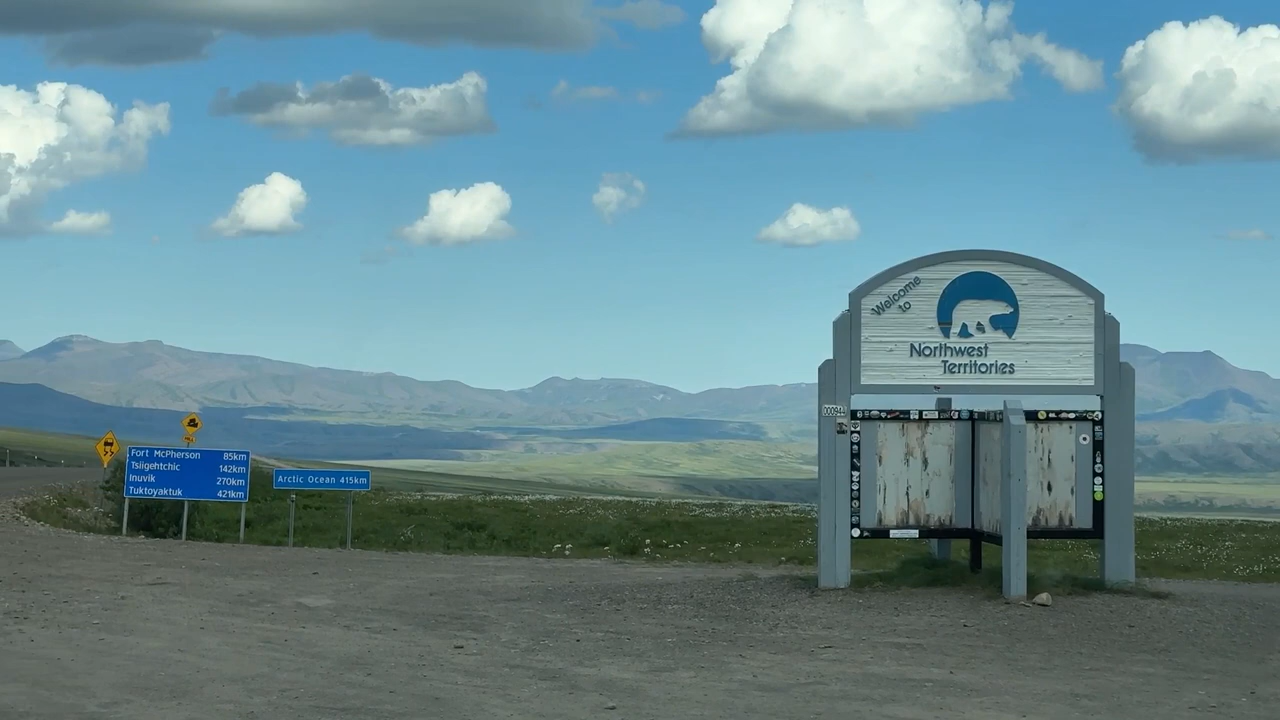 Welcome
to
Northwest
Territories
Fort McPherson 85km
Tsiigehtchic 142km
Inuvik 270km
Tuktoyaktuk 421km
Arctic Ocean 415km